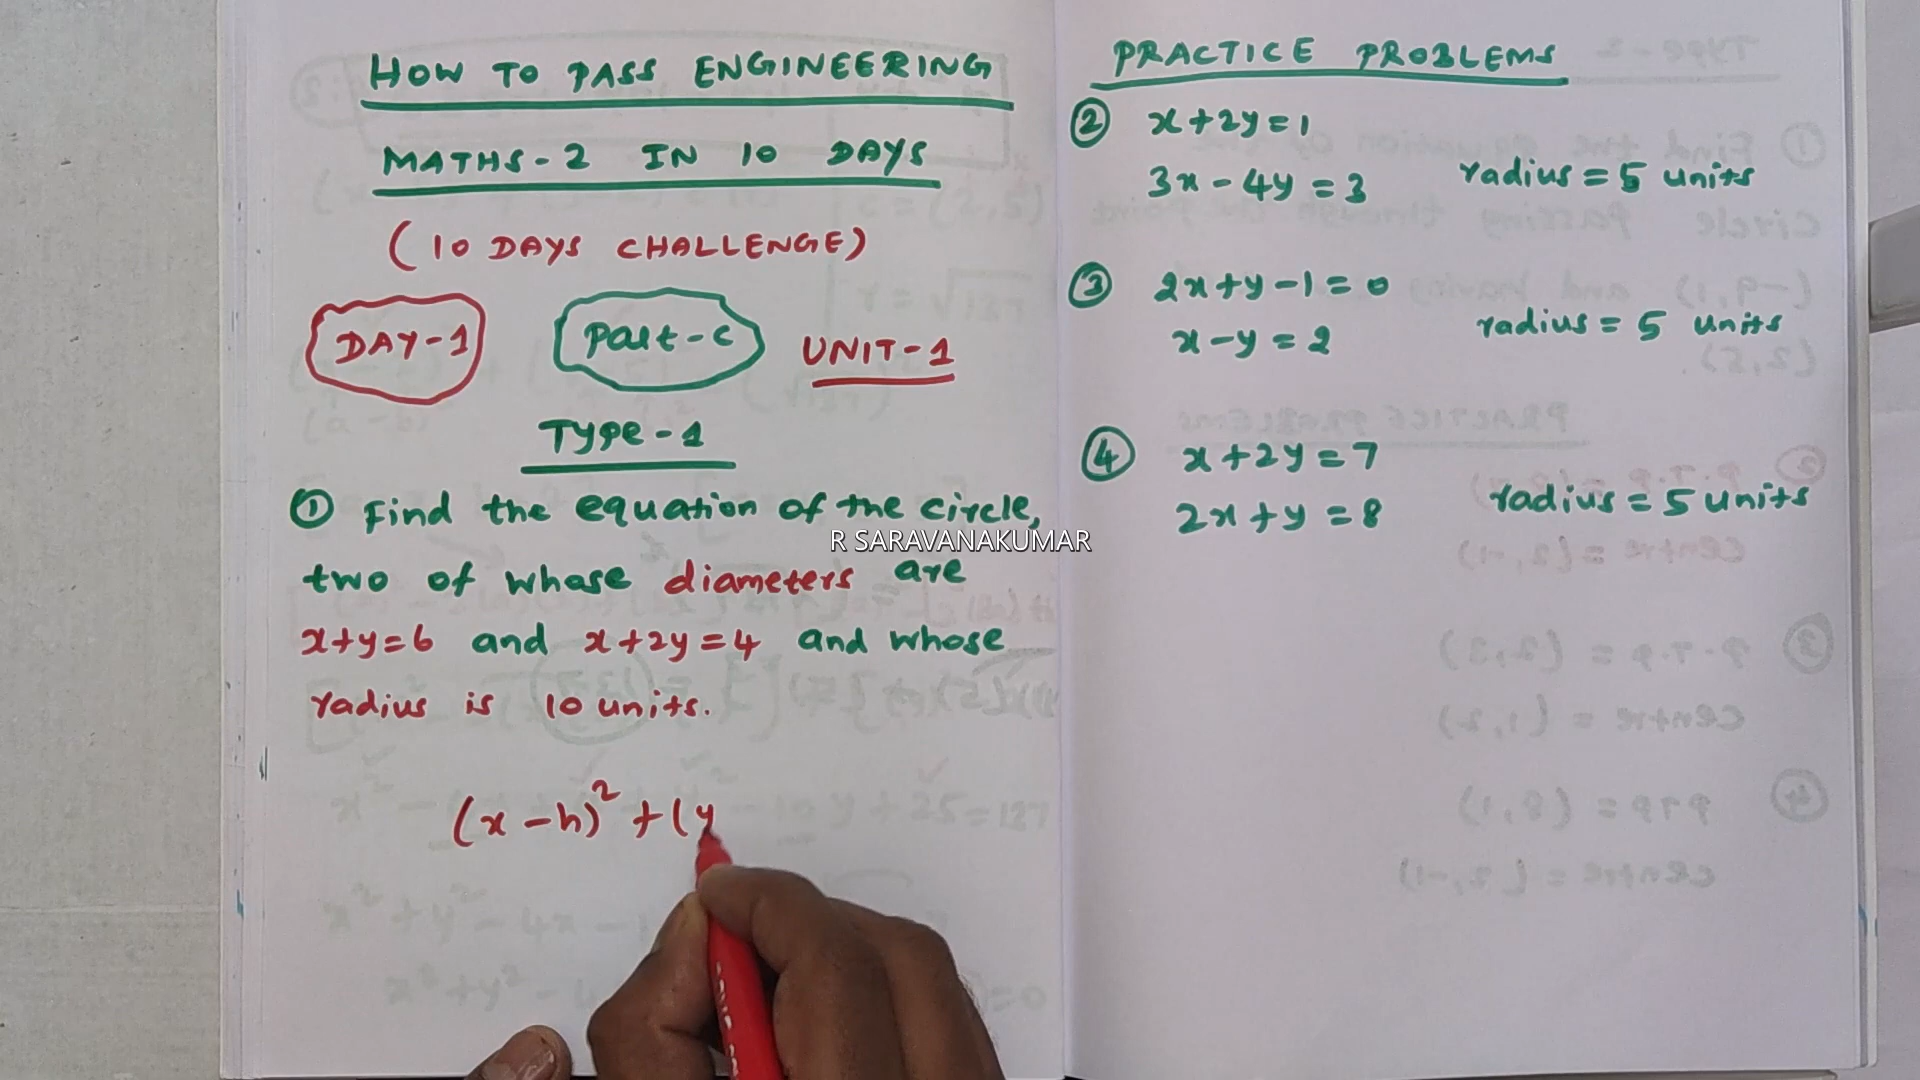 HOW TO PASS ENGINEERING
MATHS-2 IN 10 DAYS
(10 DAYS CHALLENGE)
DAY-1 Part-C UNIT-1
TYPE-1
① Find the equation of the circle,
two of whose diameters are
x+y=6 and x+2y=4 and whose
radius is 10 units.
(x-h)² + (y
R SARAVANAKUMAR
PRACTICE PROBLEMS
② x+2y=1
3x-4y=3 radius=5 units
③ 2x+y-1=0
x-y=2 radius=5 units
④ x+2y=7
2x+y=8 radius=5 units